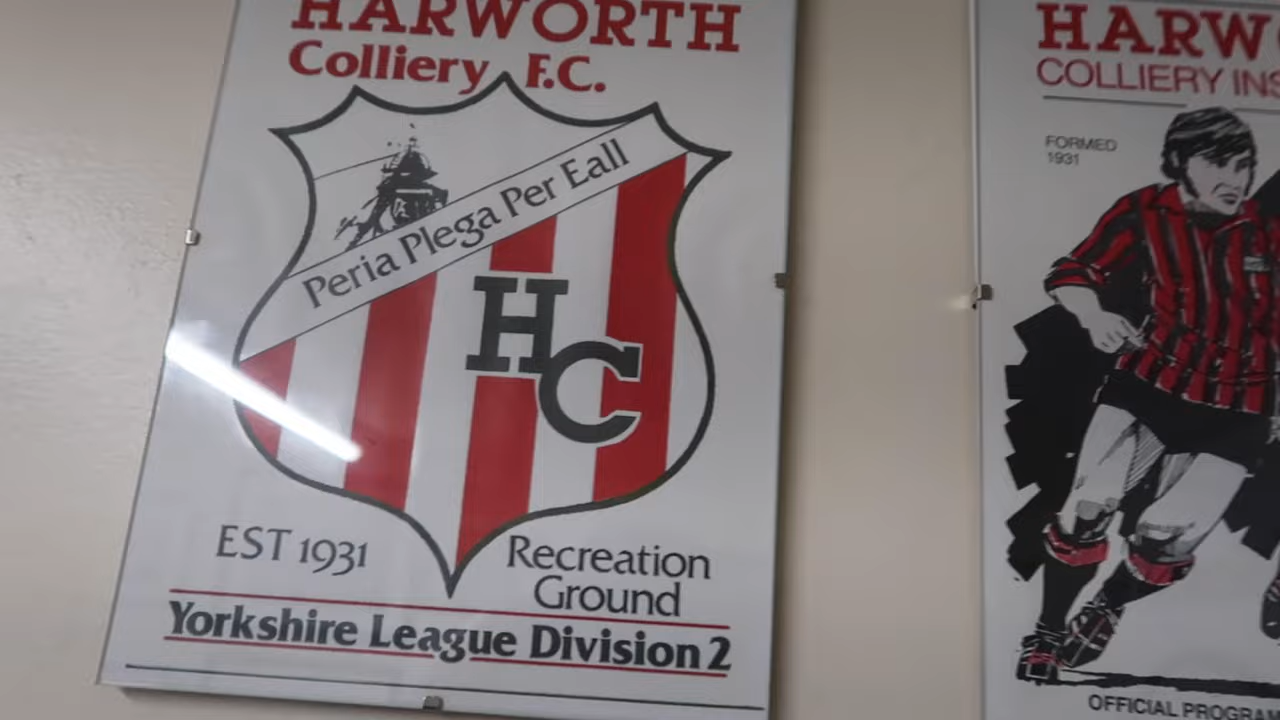 HARWORTH
Colliery F.C.
Peria Plega Per Eall
HC
EST 1931
Recreation
Ground
Yorkshire League Division 2
HARW
COLLIERY INS
FORMED
1931
OFFICIAL PROGRAM